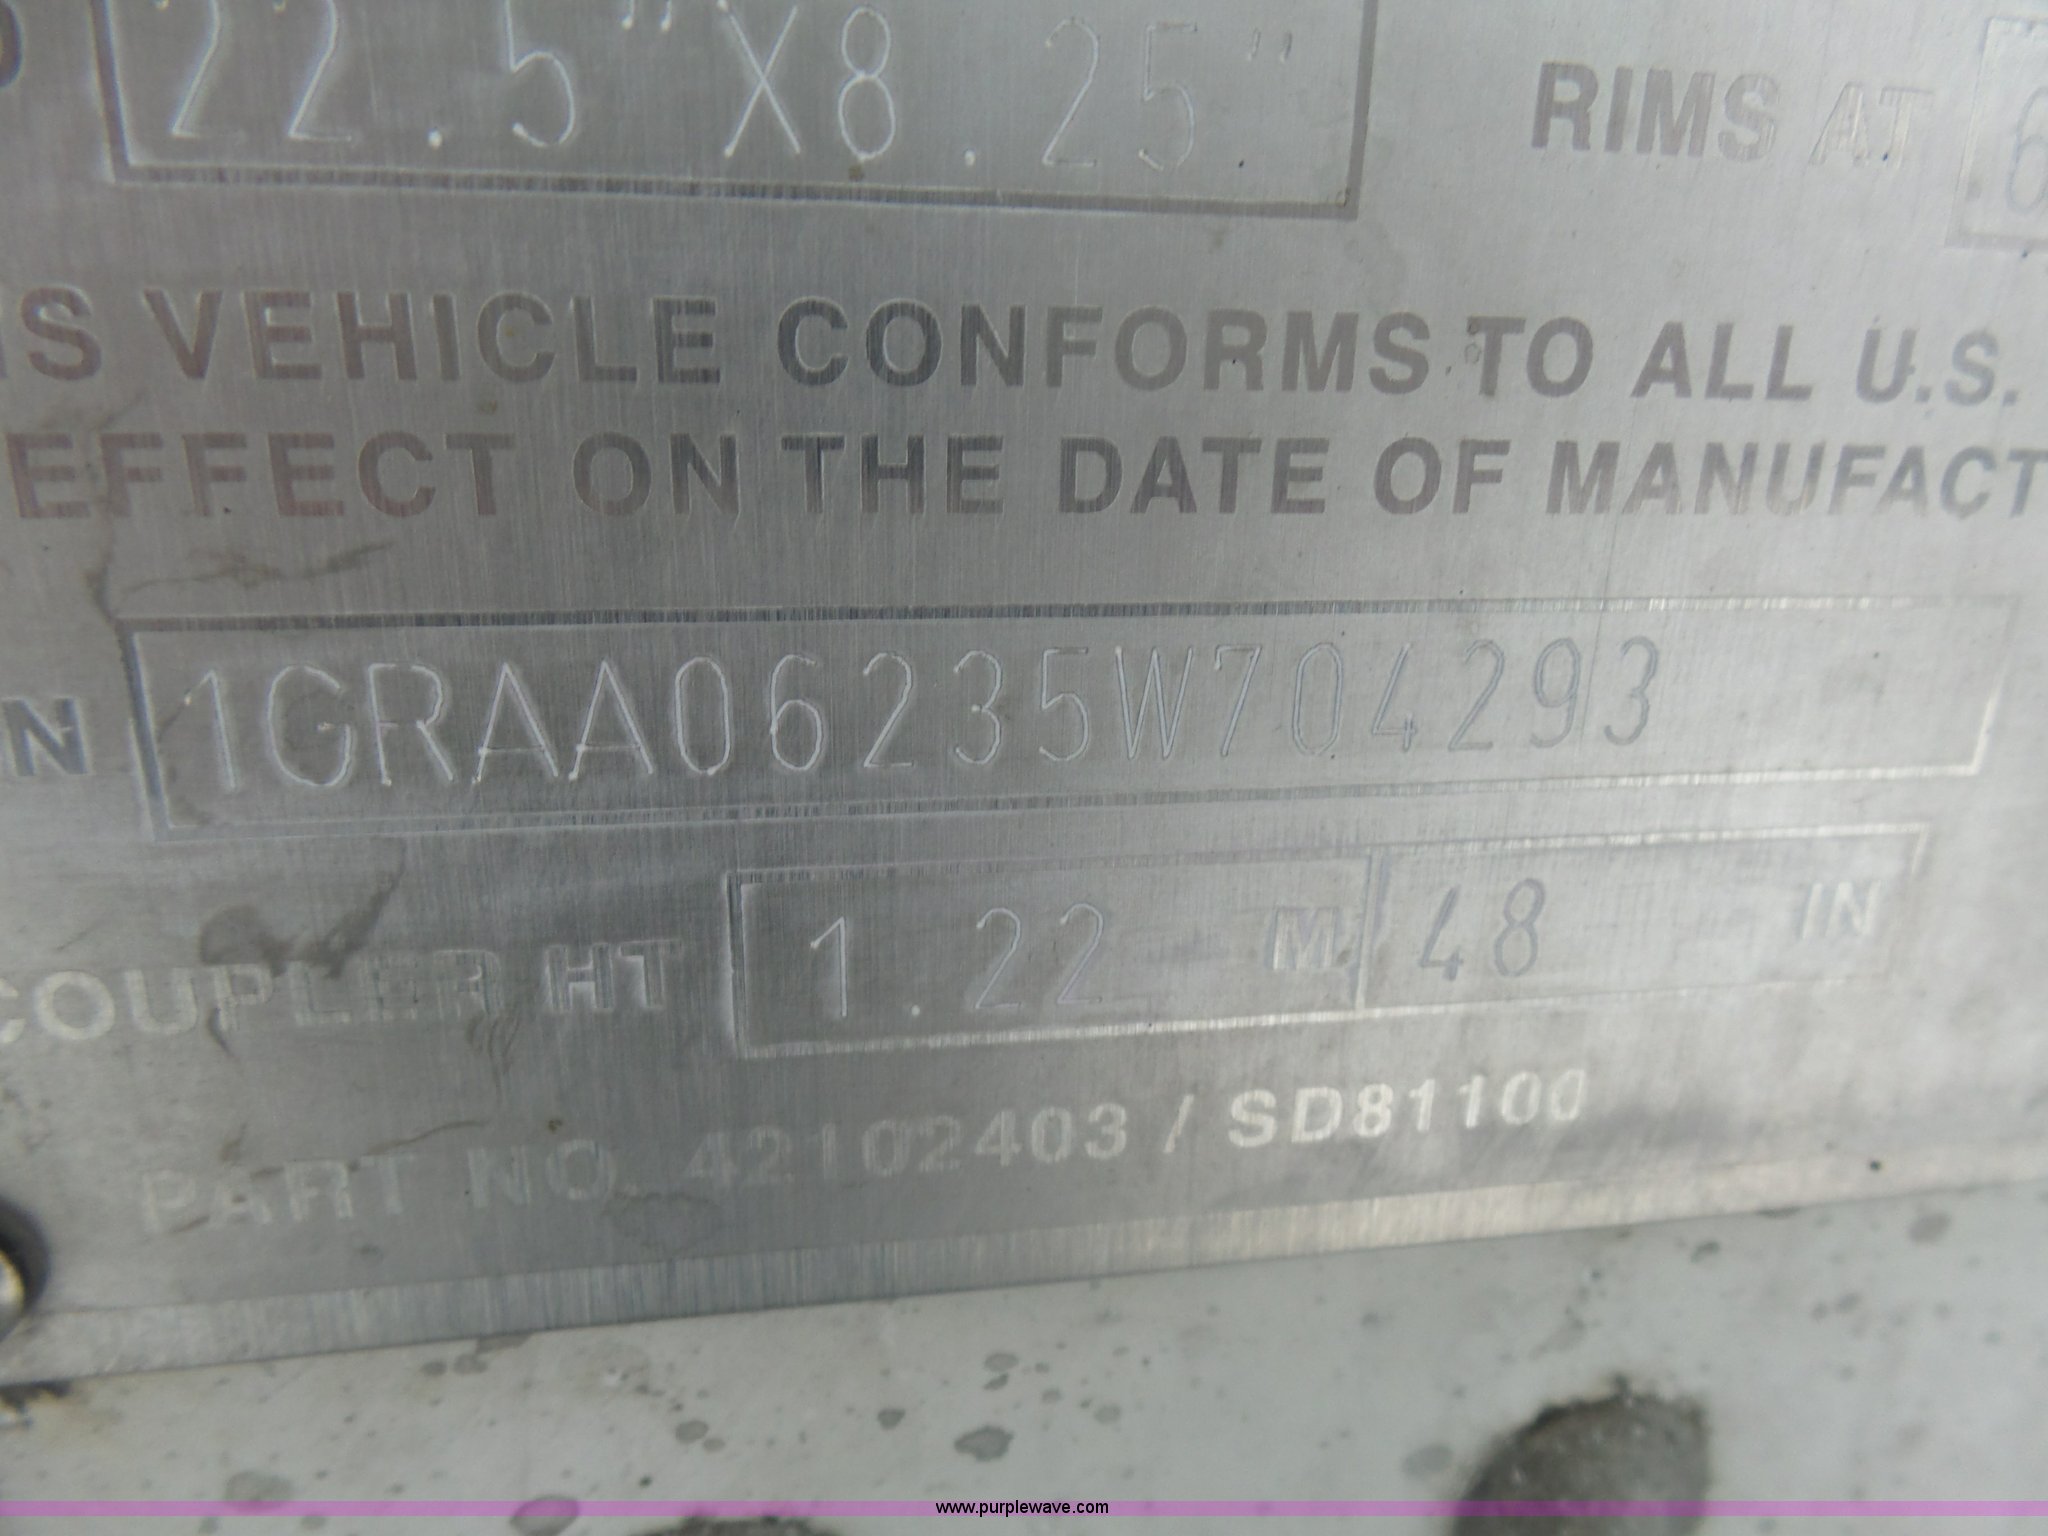 22.5"X8.25" RIMS AT 6
IS VEHICLE CONFORMS TO ALL U.S.
EFFECT ON THE DATE OF MANUFACT
N 1GRAA06235W704293
COUPLER HT 1.22 M 48 IN
PART NO. 42102403 / SD81100
www.purplewave.com